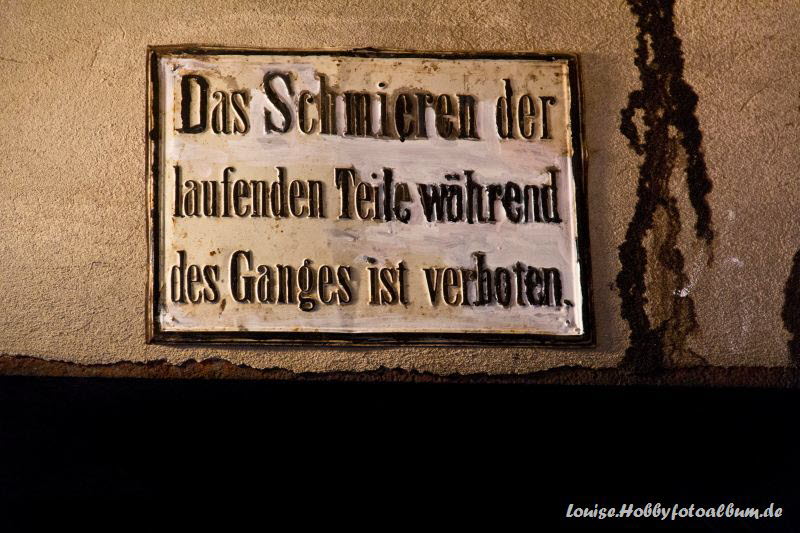 Das Schmieren der
laufenden Teile während
des Ganges ist verboten.
Louise.Hobbyfotoalbum.de